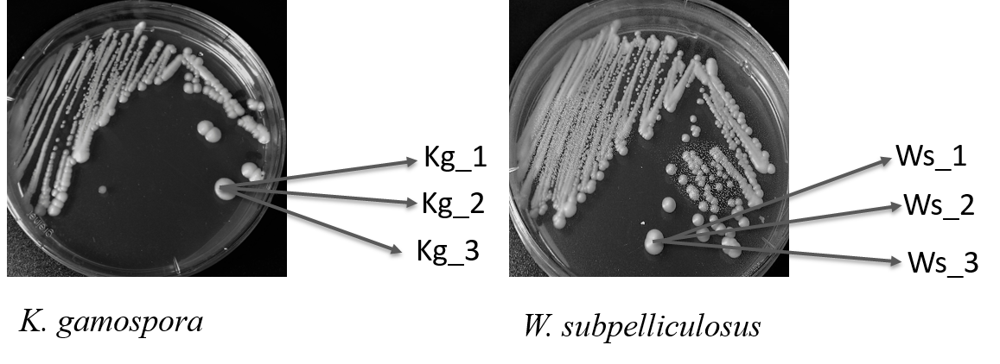 Kg_1
Kg_2
Kg_3
K. gamospora
Ws_1
Ws_2
Ws_3
W. subpelliculosus